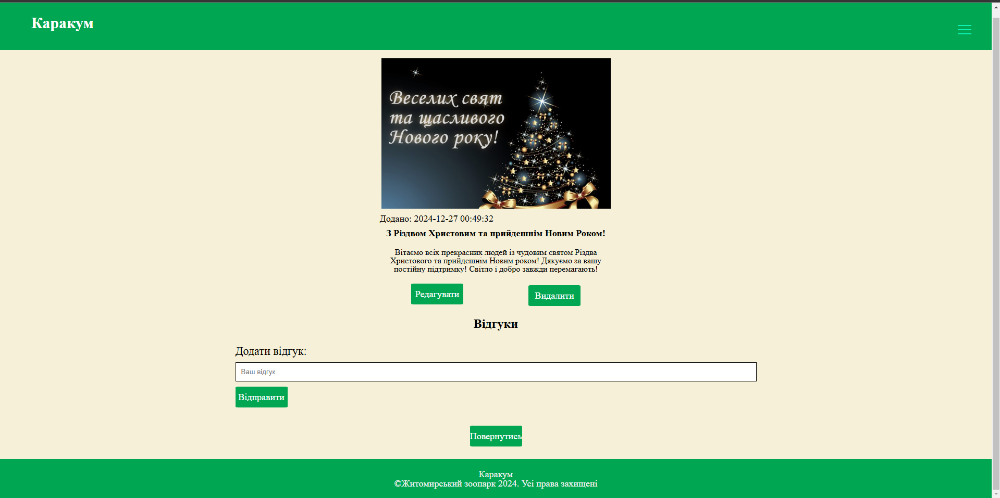 Каракум
Веселих свят
та щасливого
Нового року!
Додано: 2024-12-27 00:49:32
З Різдвом Христовим та прийдешнім Новим Роком!
Вітаємо всіх прекрасних людей із чудовим святом Різдва
Христового та прийдешнім Новим роком! Дякуємо за вашу
постійну підтримку! Світло і добро завжди перемагають!
Редагувати
Видалити
Відгуки
Додати відгук:
Ваш відгук
Відправити
Повернутись
Каракум
©Житомирський зоопарк 2024. Усі права захищені